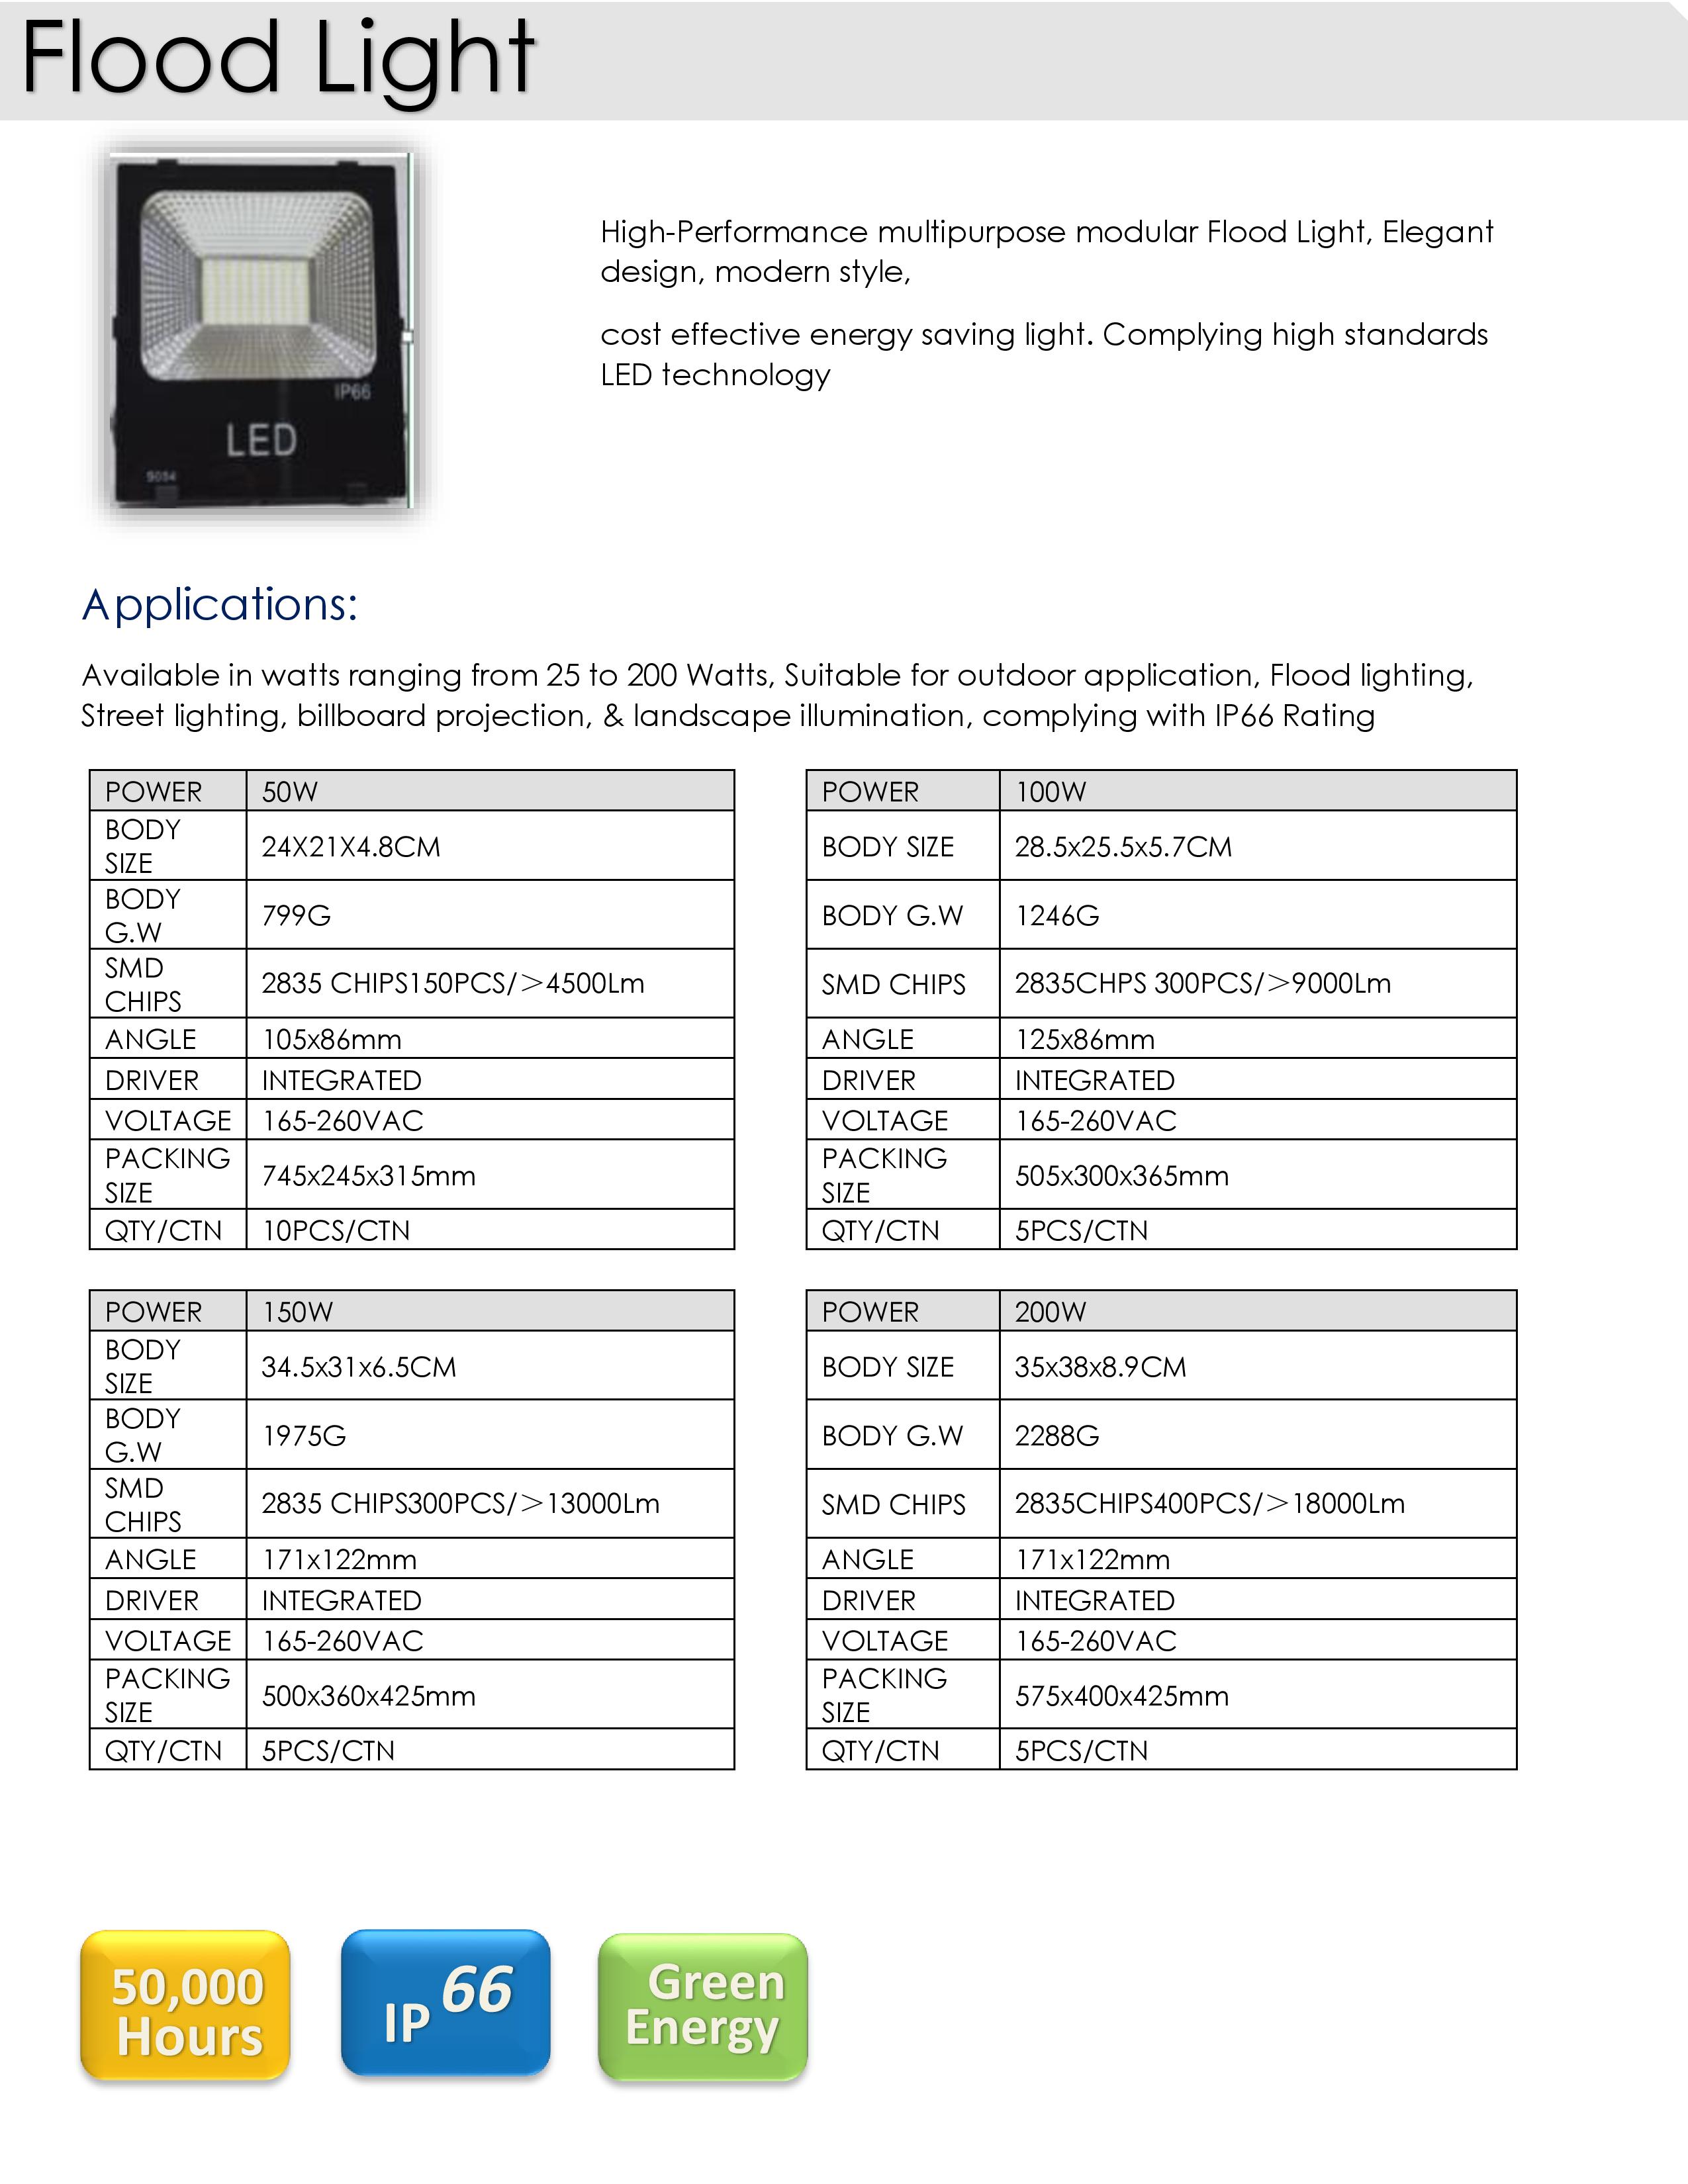 Flood Light
IP66
LED
High-Performance multipurpose modular Flood Light, Elegant
design, modern style,
cost effective energy saving light. Complying high standards
LED technology
Applications:
Available in watts ranging from 25 to 200 Watts, Suitable for outdoor application, Flood lighting,
Street lighting, billboard projection, & landscape illumination, complying with IP66 Rating
POWER 50W
BODY
SIZE
24X21X4.8CM
BODY
G.W
799G
SMD
CHIPS
2835 CHIPS150PCS/＞4500Lm
ANGLE 105x86mm
DRIVER INTEGRATED
VOLTAGE 165-260VAC
PACKING
SIZE
745x245x315mm
QTY/CTN 10PCS/CTN
POWER 100W
BODY SIZE 28.5x25.5x5.7CM
BODY G.W 1246G
SMD CHIPS 2835CHPS 300PCS/＞9000Lm
ANGLE 125x86mm
DRIVER INTEGRATED
VOLTAGE 165-260VAC
PACKING
SIZE
505x300x365mm
QTY/CTN 5PCS/CTN
POWER 150W
BODY
SIZE
34.5x31x6.5CM
BODY
G.W
1975G
SMD
CHIPS
2835 CHIPS300PCS/＞13000Lm
ANGLE 171x122mm
DRIVER INTEGRATED
VOLTAGE 165-260VAC
PACKING
SIZE
500x360x425mm
QTY/CTN 5PCS/CTN
POWER 200W
BODY SIZE 35x38x8.9CM
BODY G.W 2288G
SMD CHIPS 2835CHIPS400PCS/＞18000Lm
ANGLE 171x122mm
DRIVER INTEGRATED
VOLTAGE 165-260VAC
PACKING
SIZE
575x400x425mm
QTY/CTN 5PCS/CTN
50,000
Hours
IP 66
Green
Energy